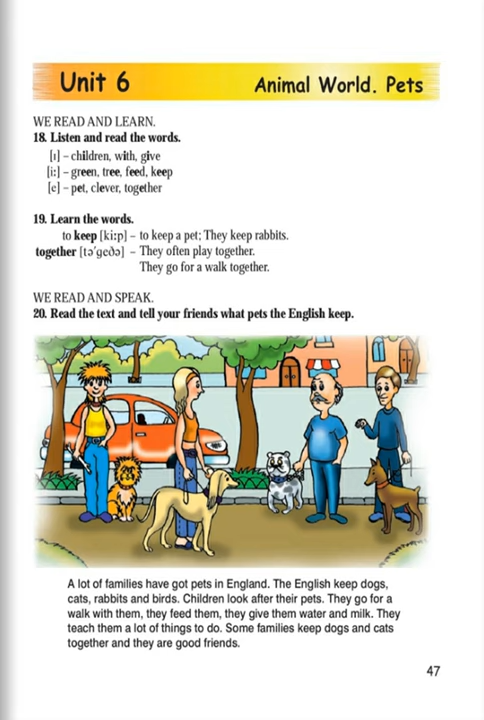 Unit 6 Animal World. Pets
WE READ AND LEARN.
18. Listen and read the words.
[ɪ] – children, with, give
[i:] – green, tree, feed, keep
[e] – pet, clever, together
19. Learn the words.
to keep [ki:p] – to keep a pet; They keep rabbits.
together [tə'geðə] – They often play together.
They go for a walk together.
WE READ AND SPEAK.
20. Read the text and tell your friends what pets the English keep.
A lot of families have got pets in England. The English keep dogs,
cats, rabbits and birds. Children look after their pets. They go for a
walk with them, they feed them, they give them water and milk. They
teach them a lot of things to do. Some families keep dogs and cats
together and they are good friends.
47